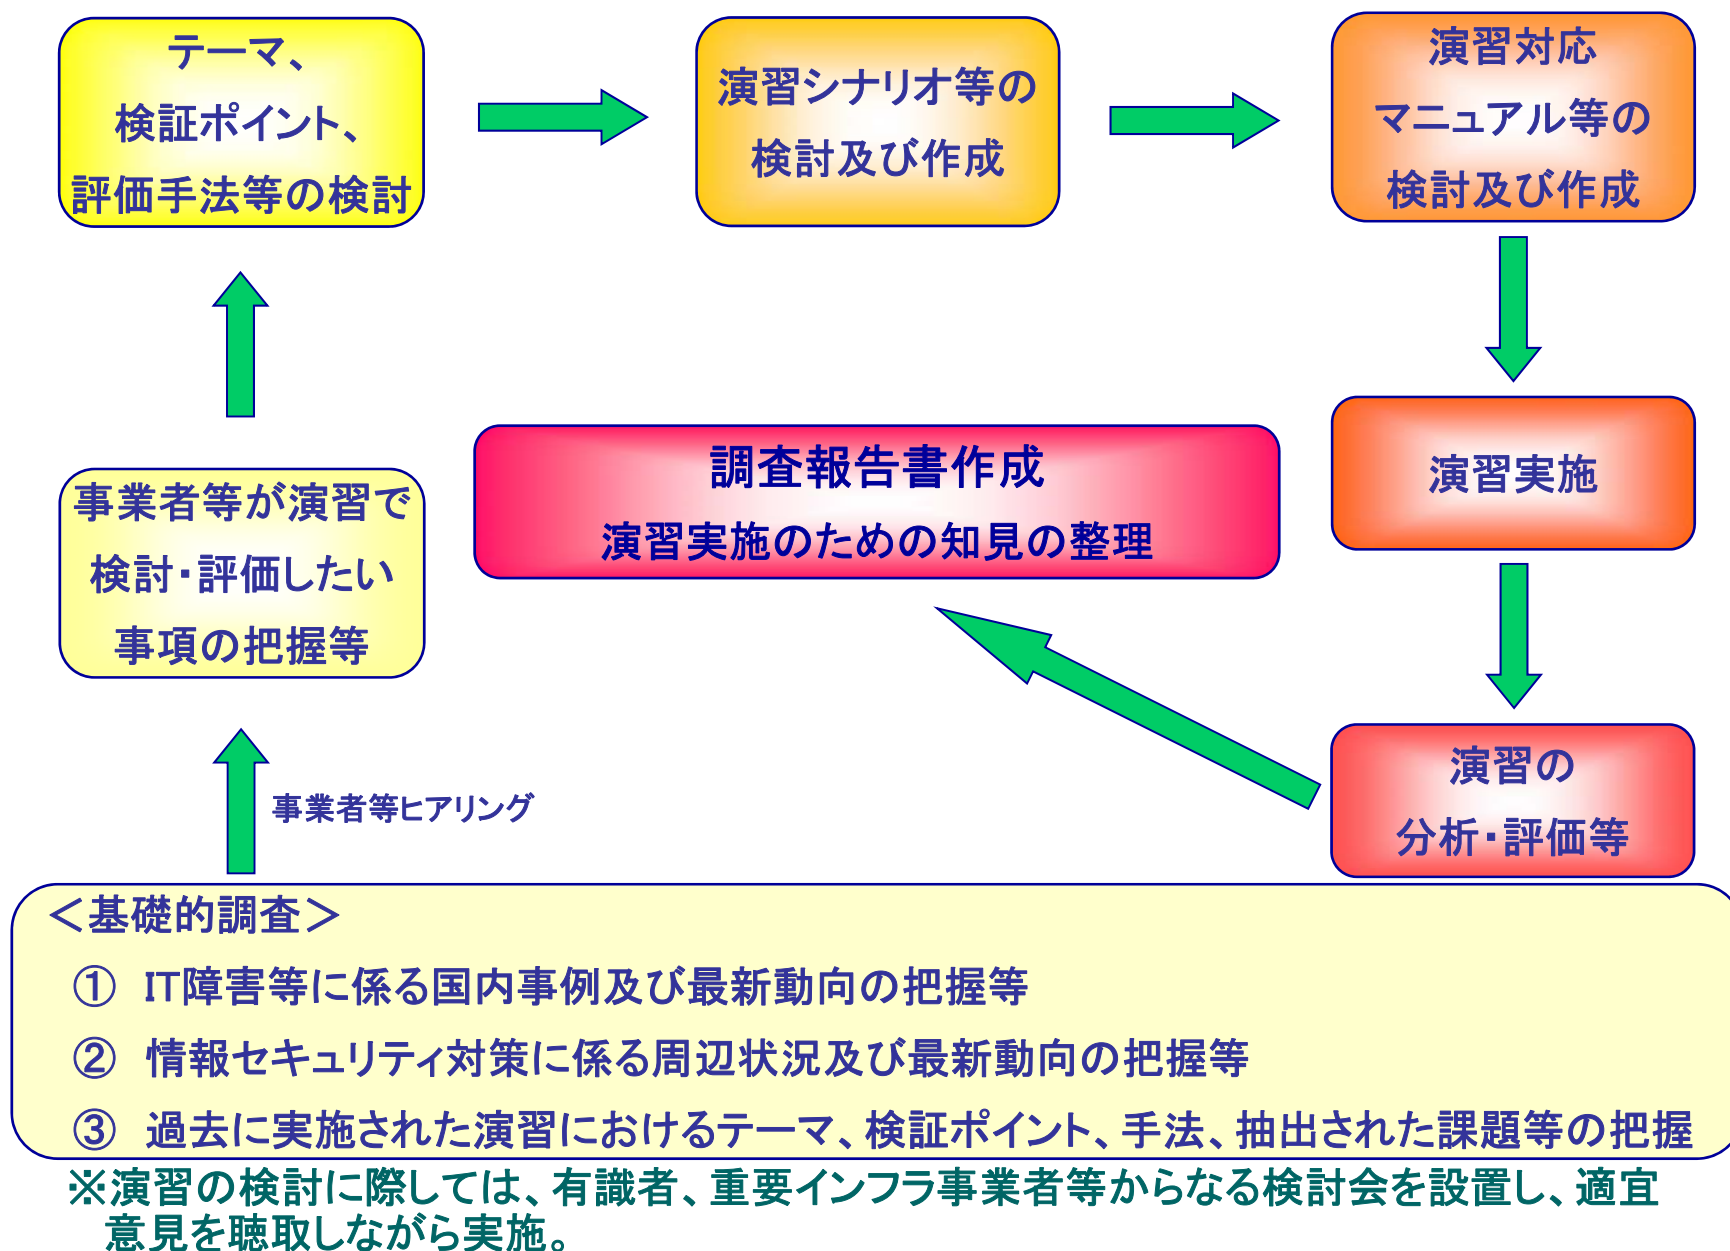 テーマ、
検証ポイント、
評価手法等の検討
演習シナリオ等の
検討及び作成
演習対応
マニュアル等の
検討及び作成
事業者等が演習で
検討・評価したい
事項の把握等
調査報告書作成
演習実施のための知見の整理
演習実施
演習の
分析・評価等
事業者等ヒアリング
＜基礎的調査＞
① IT障害等に係る国内事例及び最新動向の把握等
② 情報セキュリティ対策に係る周辺状況及び最新動向の把握等
③ 過去に実施された演習におけるテーマ、検証ポイント、手法、抽出された課題等の把握
※演習の検討に際しては、有識者、重要インフラ事業者等からなる検討会を設置し、適宜
意見を聴取しながら実施。